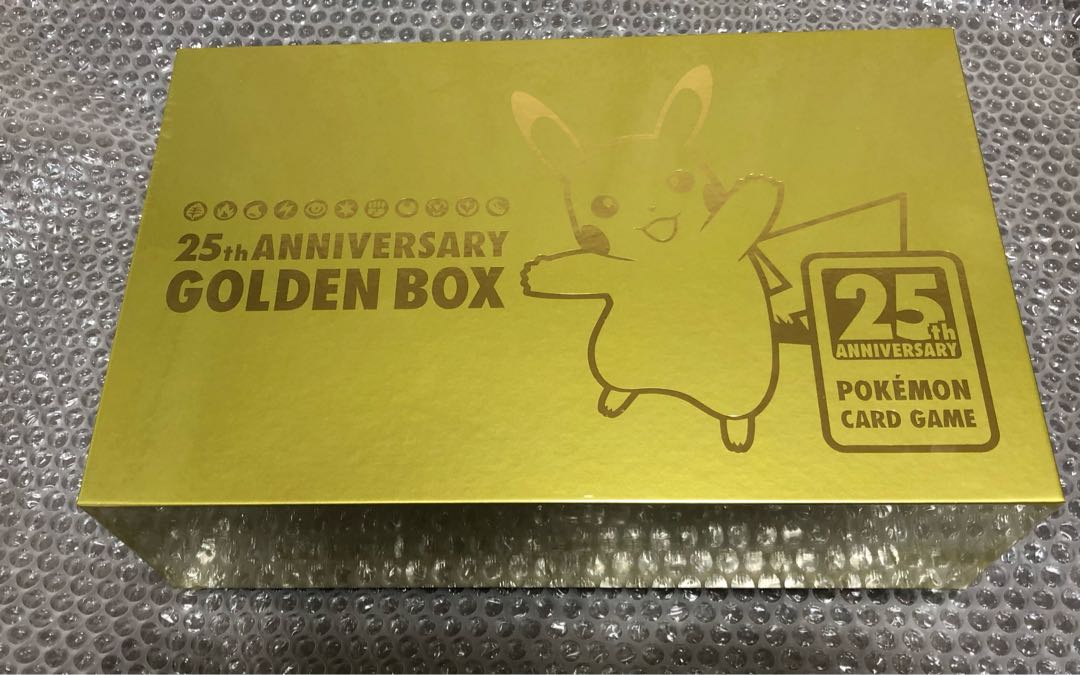 25th ANNIVERSARY
GOLDEN BOX
25th
ANNIVERSARY
POKÉMON
CARD GAME